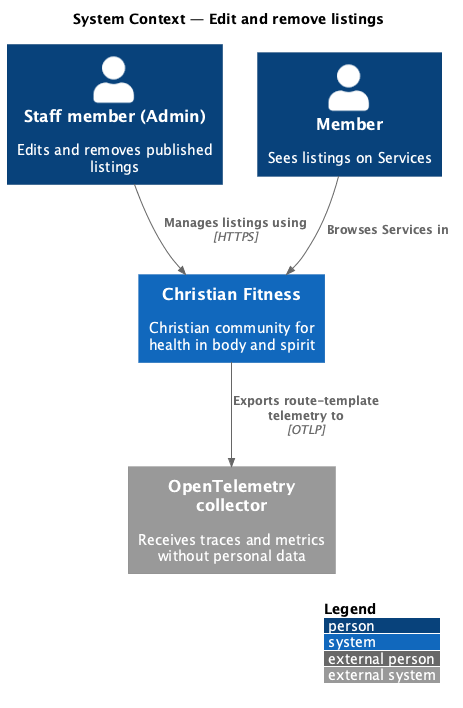 System Context — Edit and remove listings
Staff member (Admin)
Edits and removes published
listings
Member
Sees listings on Services
Manages listings using
[HTTPS]
Browses Services in
Christian Fitness
Christian community for
health in body and spirit
Exports route-template
telemetry to
[OTLP]
OpenTelemetry
collector
Receives traces and metrics
without personal data
Legend
person
system
external person
external system